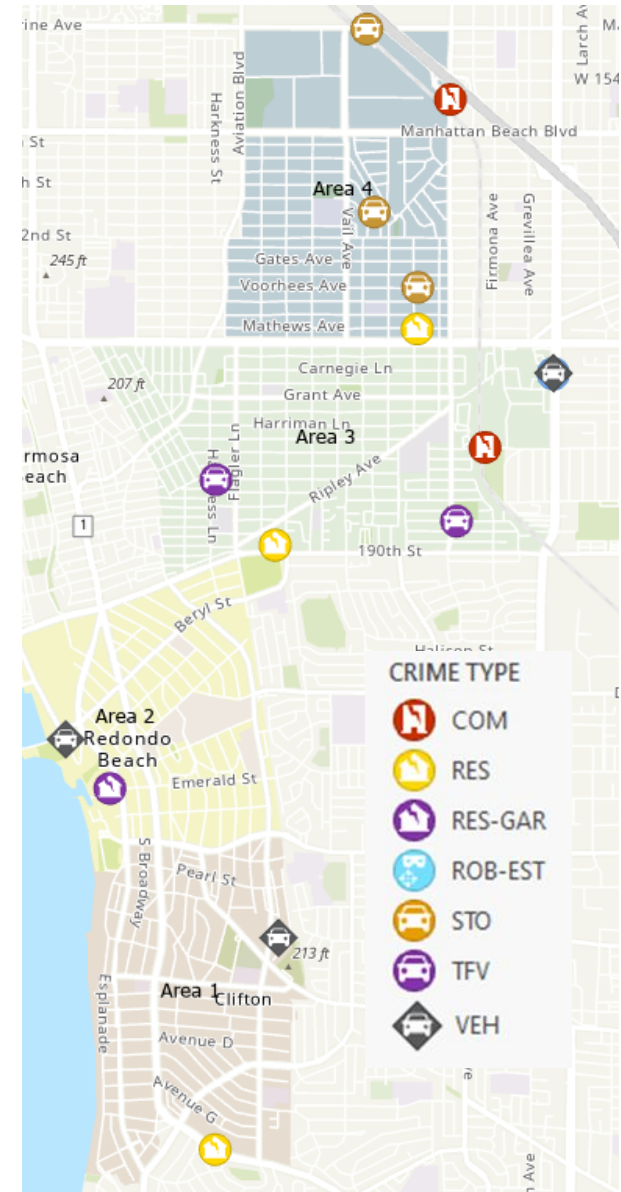 rine Ave
Larch Av
M
W 154
Aviation Blvd
Harkness St
Manhattan Beach Blvd
St
h St
Area 4
Vail Ave
Firmona Ave
Grevillea Ave
2nd St
245 ft
Gates Ave
Voorhees Ave
Mathews Ave
Carnegie Ln
207 ft
Grant Ave
Harriman Ln
Area 3
Flagler Ln
rmosa
each
Ripley Ave
1
190th St
Beryl St
CRIME TYPE
COM
RES
RES-GAR
ROB-EST
STO
TFV
VEH
Area 2
Redondo
Beach
Emerald St
S Broadway
Pearl St
213 ft
Area 1
Clifton
Esplanade
Avenue D
Avenue G
Ave